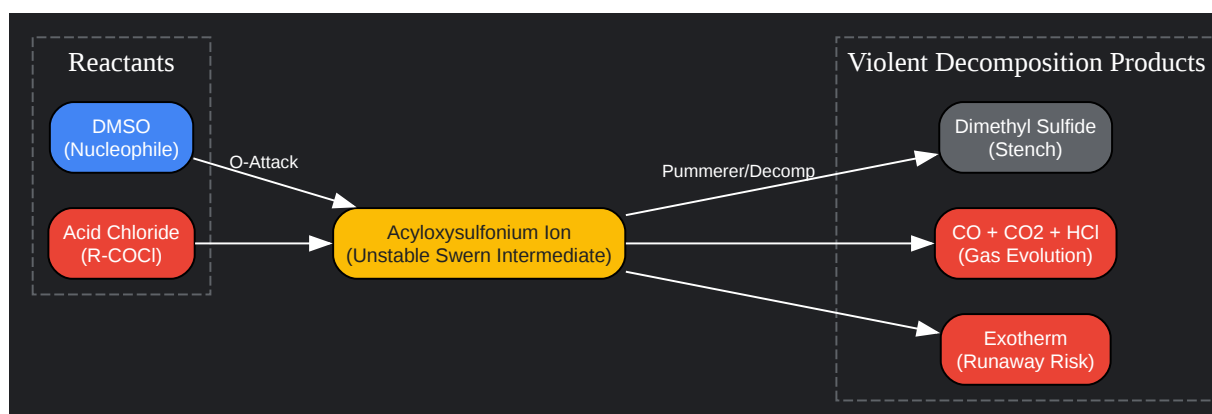 Reactants
DMSO
(Nucleophile)
O-Attack
Acid Chloride
(R-COCl)
Acyloxysulfonium Ion
(Unstable Swern Intermediate)
Pummerer/Decomp
Violent Decomposition Products
Dimethyl Sulfide
(Stench)
CO + CO2 + HCl
(Gas Evolution)
Exotherm
(Runaway Risk)